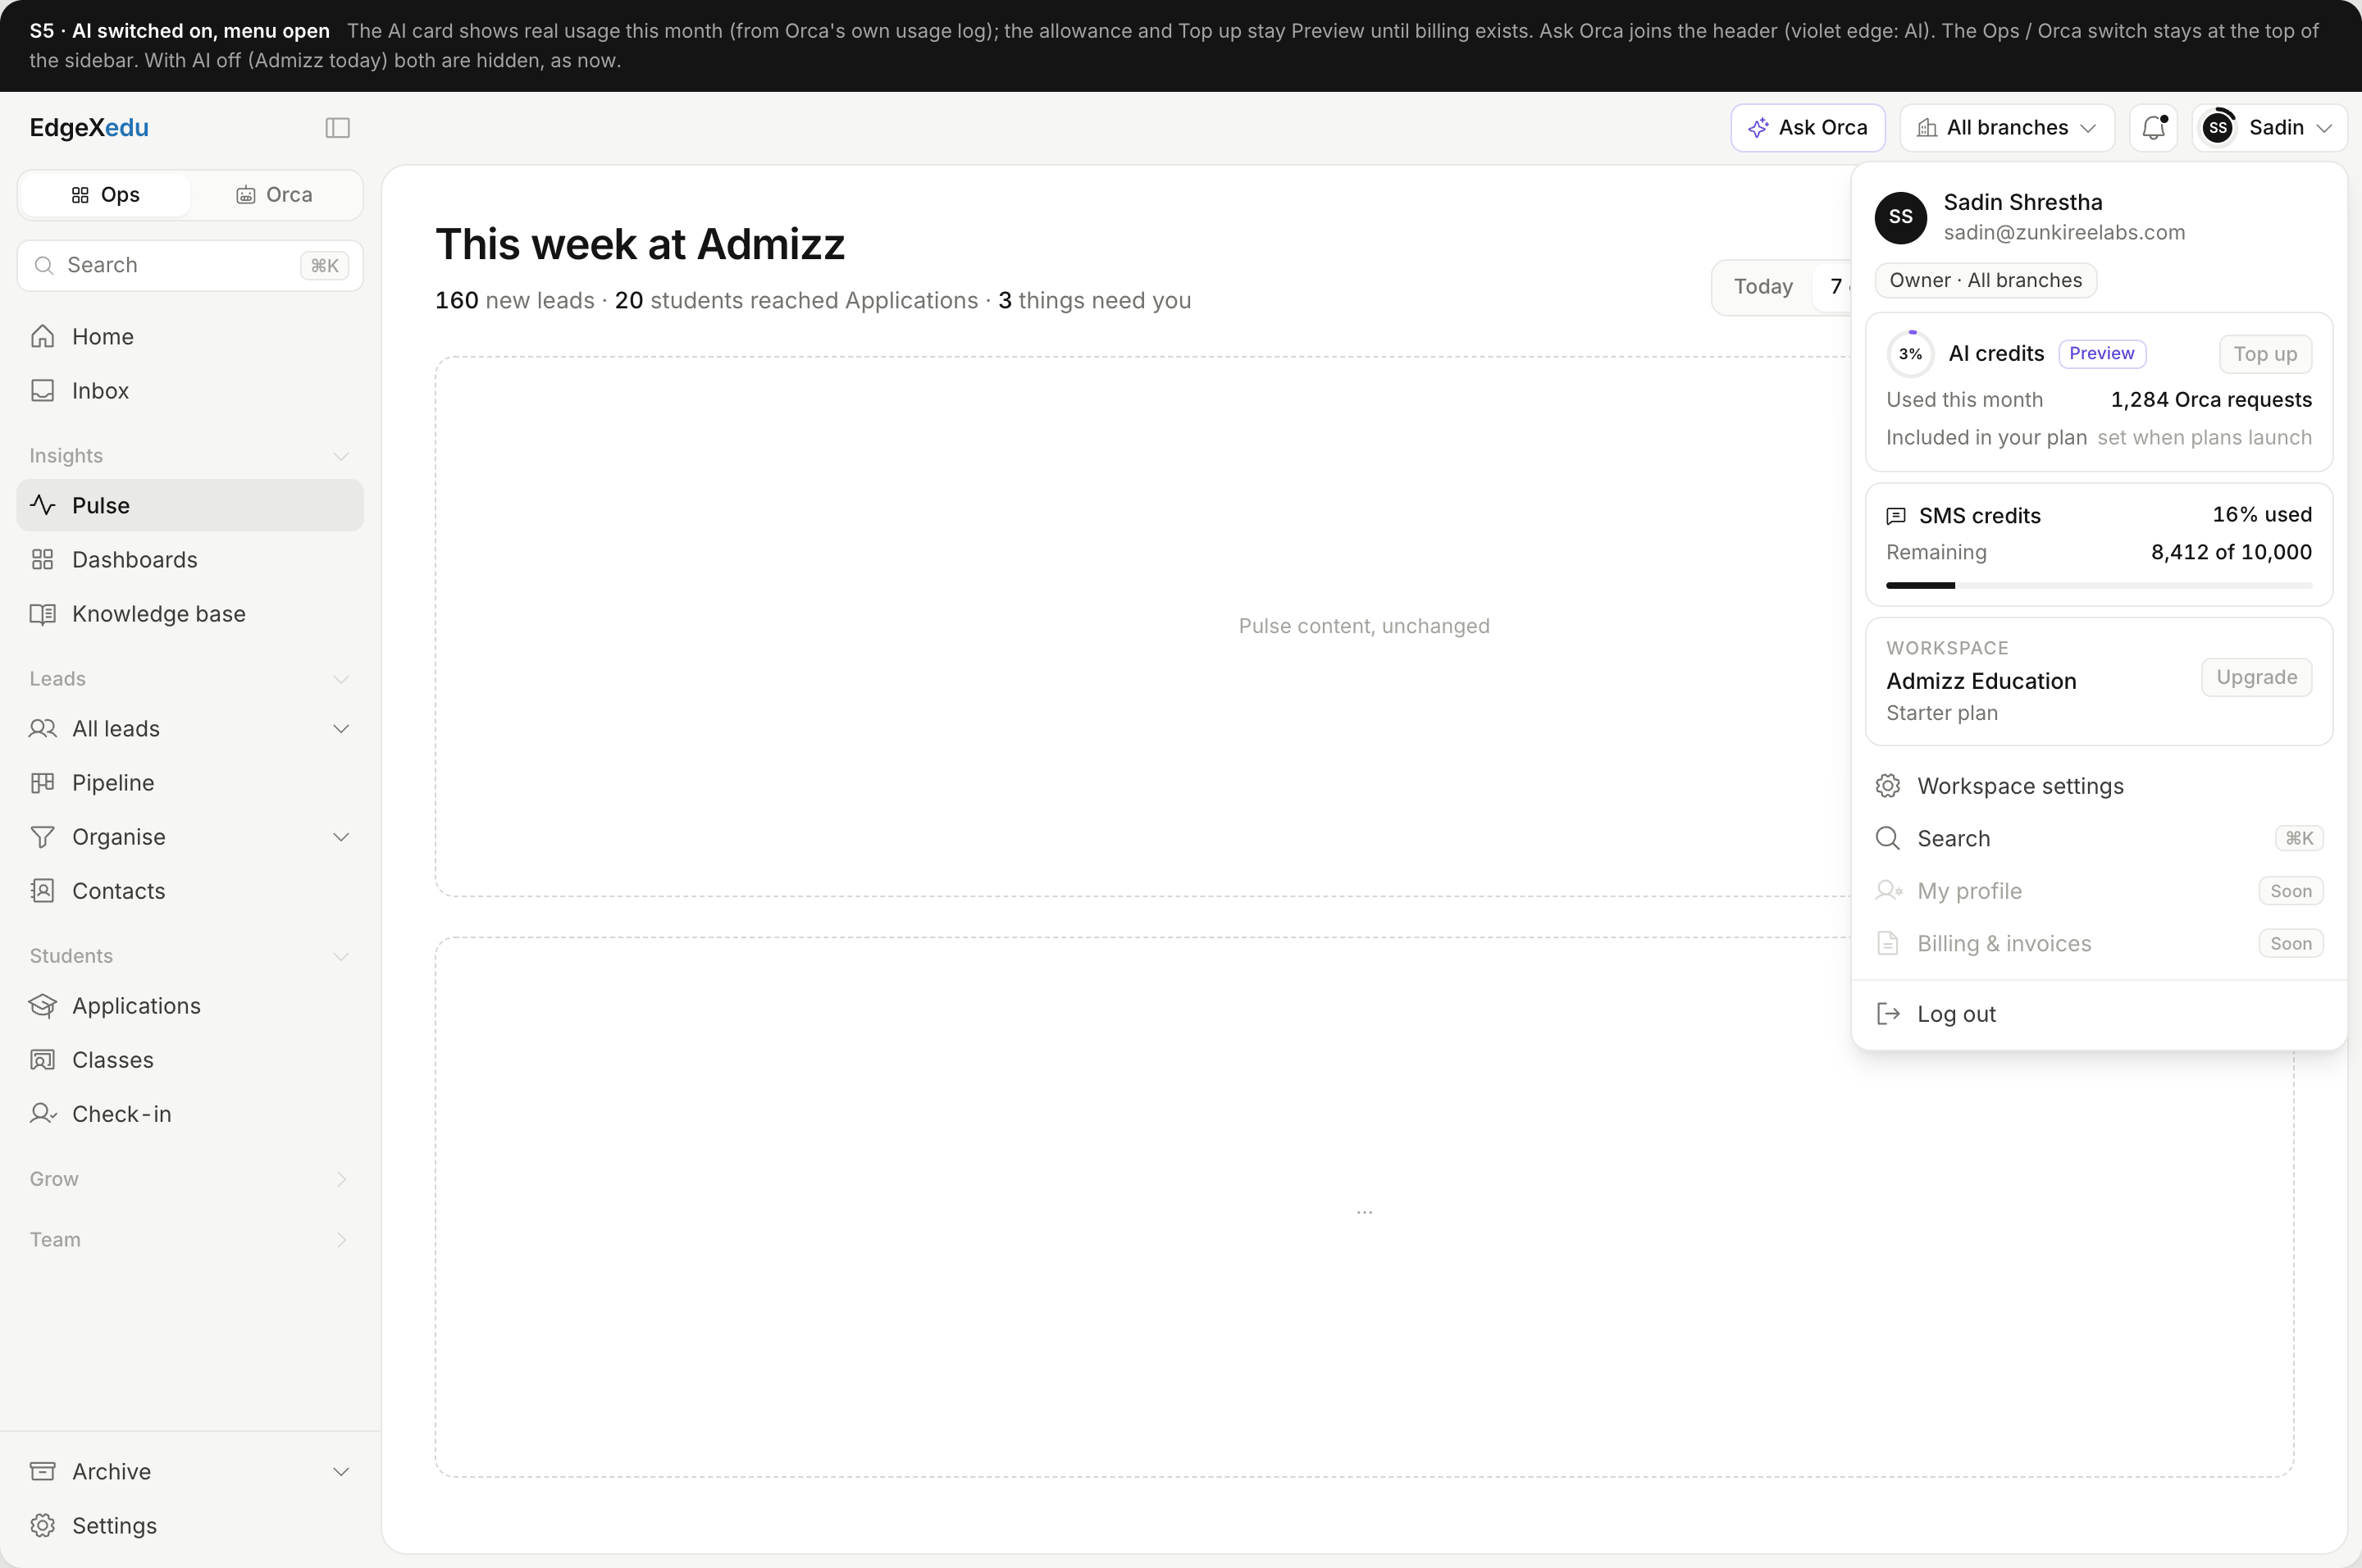 S5 · AI switched on, menu open The AI card shows real usage this month (from Orca's own usage log); the allowance and Top up stay Preview until billing exists. Ask Orca joins the header (violet edge: AI). The Ops / Orca switch stays at the top of
the sidebar. With AI off (Admizz today) both are hidden, as now.
EdgeXedu
Ask Orca
All branches
SS
Sadin
Ops
Orca
Search
⌘K
Home
Inbox
Insights
Pulse
Dashboards
Knowledge base
Leads
All leads
Pipeline
Organise
Contacts
Students
Applications
Classes
Check-in
Grow
Team
Archive
Settings
This week at Admizz
160 new leads · 20 students reached Applications · 3 things need you
Today
7
Pulse content, unchanged
...
SS
Sadin Shrestha
sadin@zunkireelabs.com
Owner · All branches
3%
AI credits
Preview
Top up
Used this month
1,284 Orca requests
Included in your plan
set when plans launch
SMS credits
16% used
Remaining
8,412 of 10,000
WORKSPACE
Admizz Education
Starter plan
Upgrade
Workspace settings
Search
⌘K
My profile
Soon
Billing & invoices
Soon
Log out